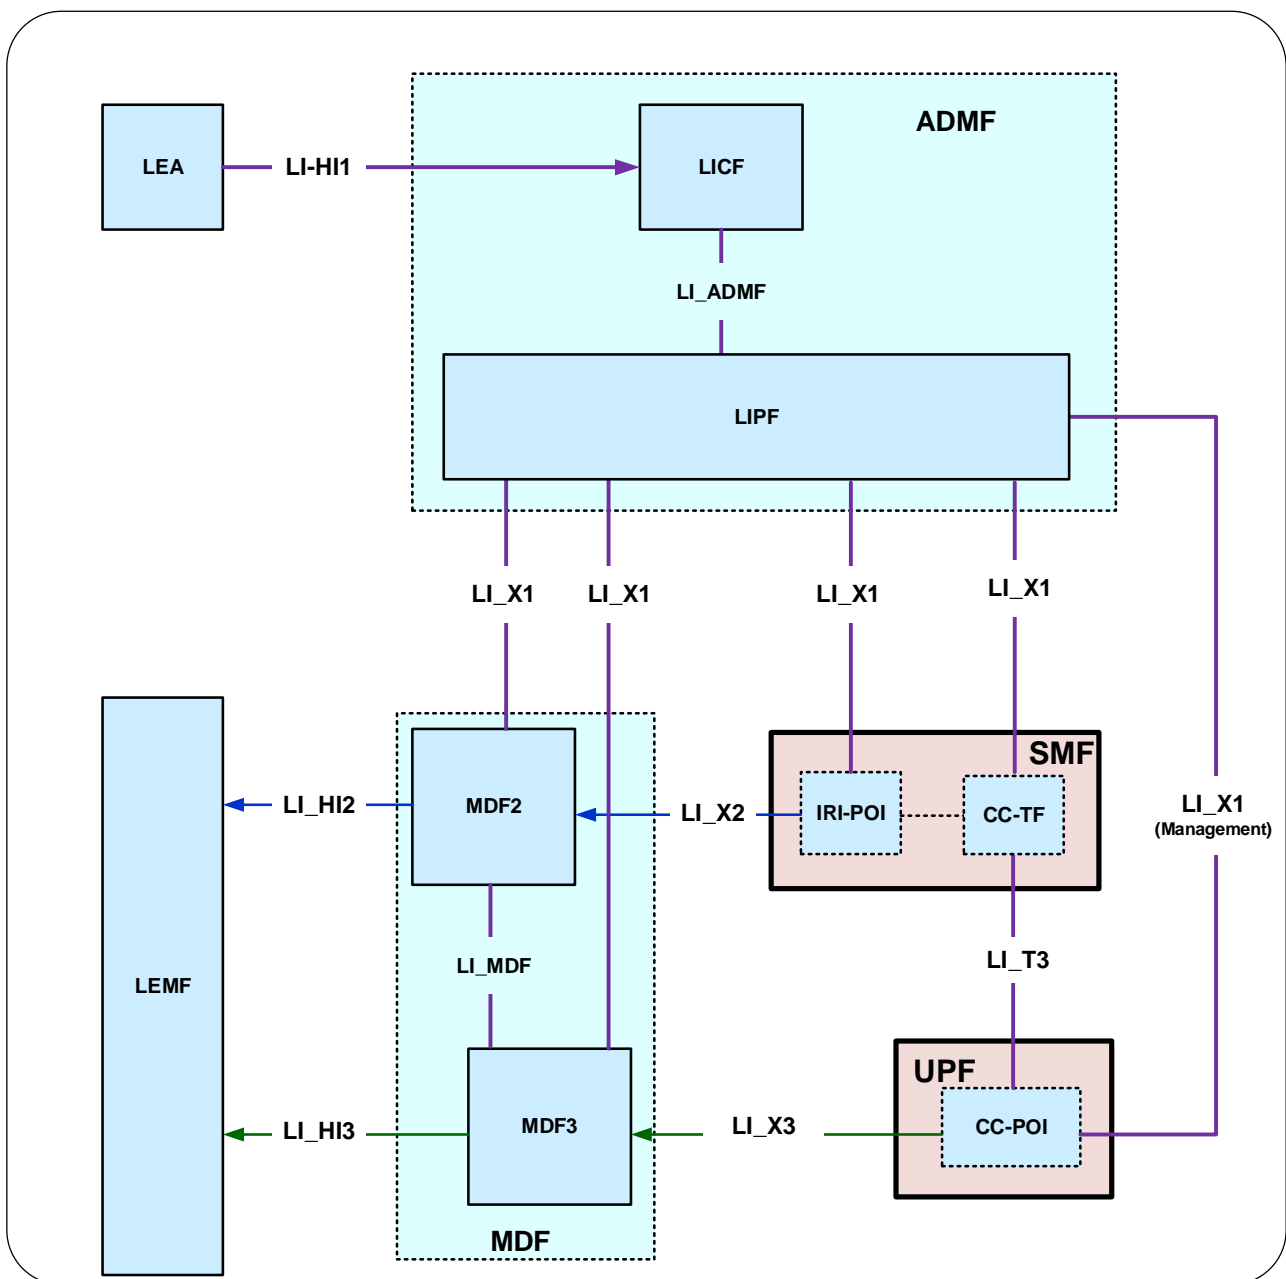 ADMF
LEA
LI-HI1
LICF
LI_ADMF
LIPF
LI_X1
LI_X1
LI_X1
LI_X1
SMF
LI_HI2
MDF2
LI_X2
IRI-POI
CC-TF
LI_X1
(Management)
LI_MDF
LI_T3
LEMF
UPF
LI_HI3
MDF3
LI_X3
CC-POI
MDF